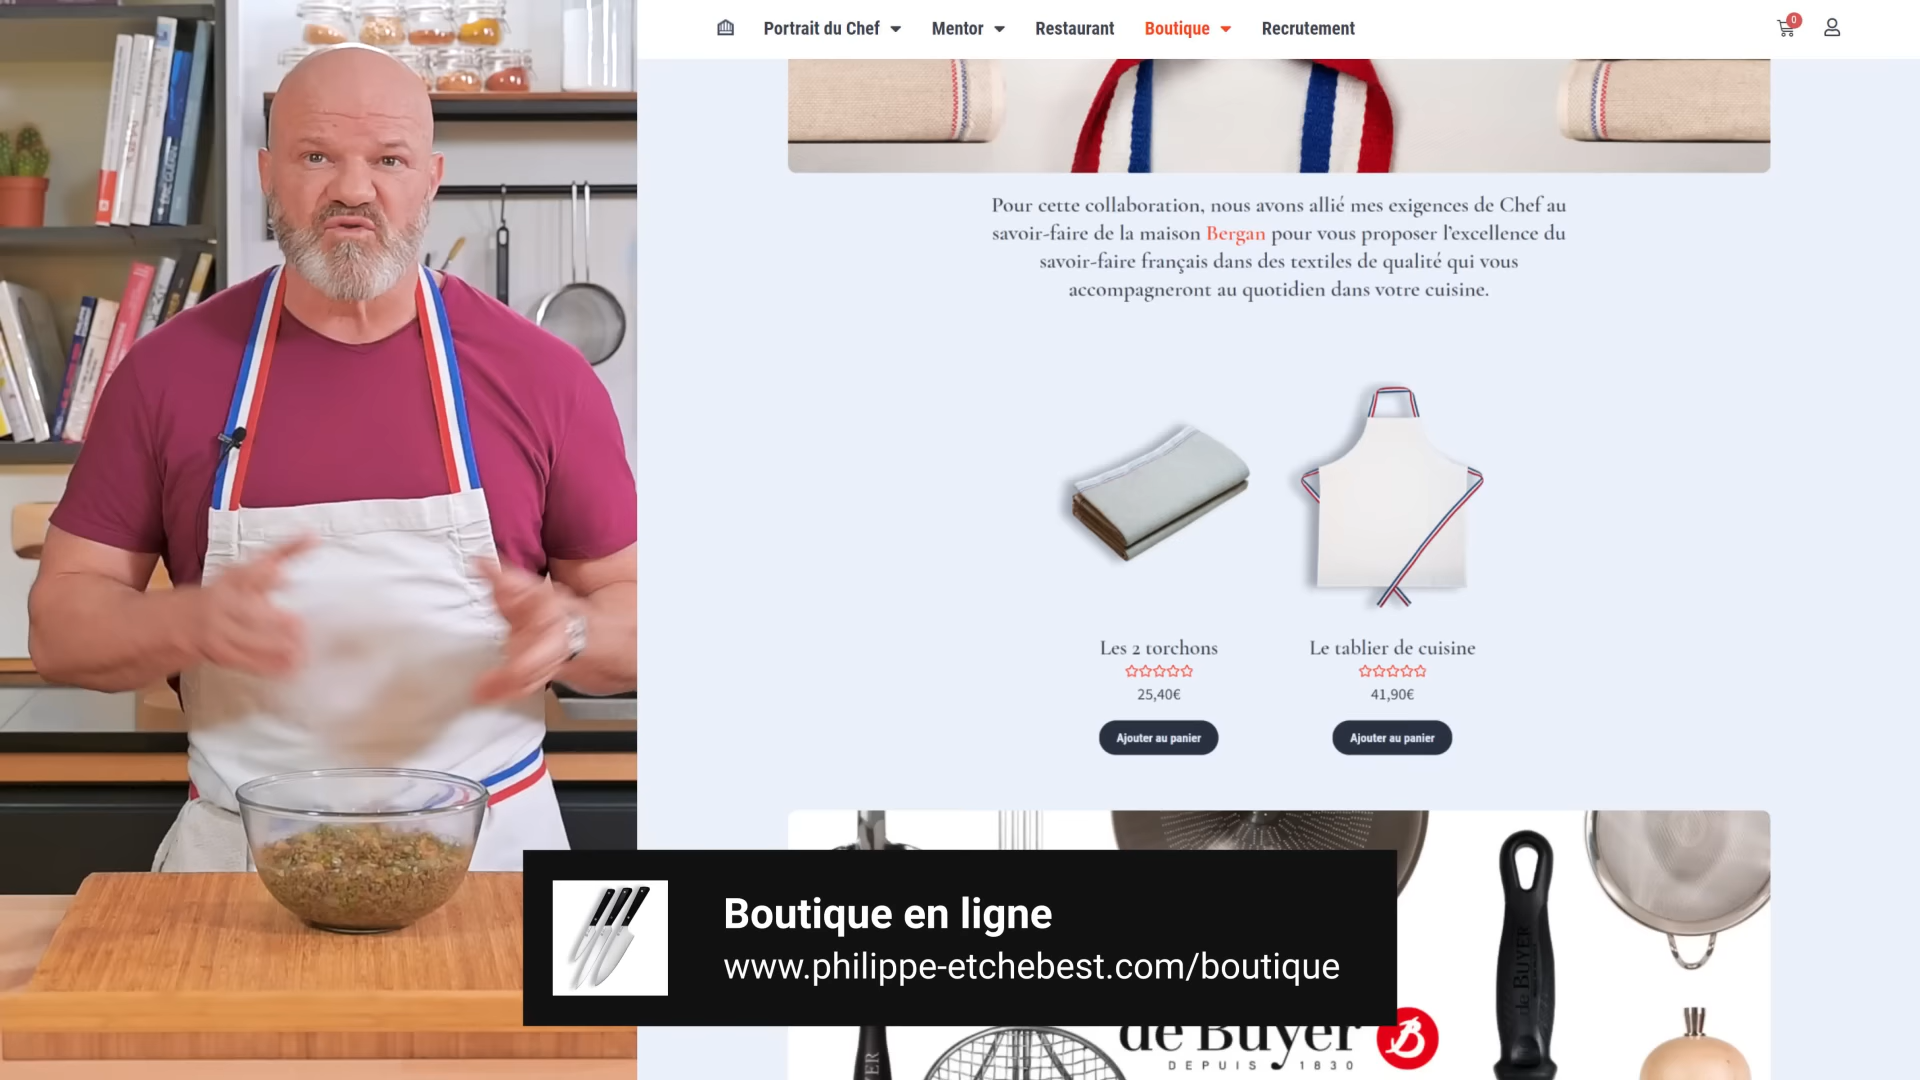 Portrait du Chef
Mentor
Restaurant
Boutique
Recrutement
0
Pour cette collaboration, nous avons allié mes exigences de Chef au
savoir-faire de la maison Bergan pour vous proposer l’excellence du
savoir-faire français dans des textiles de qualité qui vous
accompagneront au quotidien dans votre cuisine.
Les 2 torchons
25,40€
Ajouter au panier
Le tablier de cuisine
41,90€
Ajouter au panier
Boutique en ligne
www.philippe-etchebest.com/boutique
de BUYER
de Buyer
DEPUIS 1830